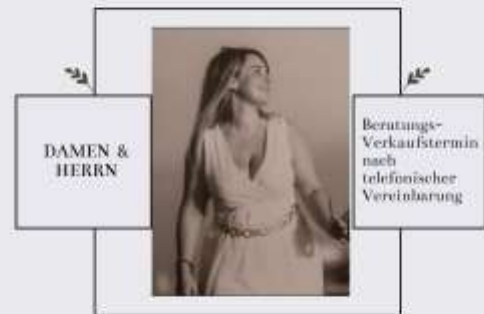 DAMEN &
HERRN
Beratungs-
Verkaufstermin
nach
telefonischer
Vereinbarung